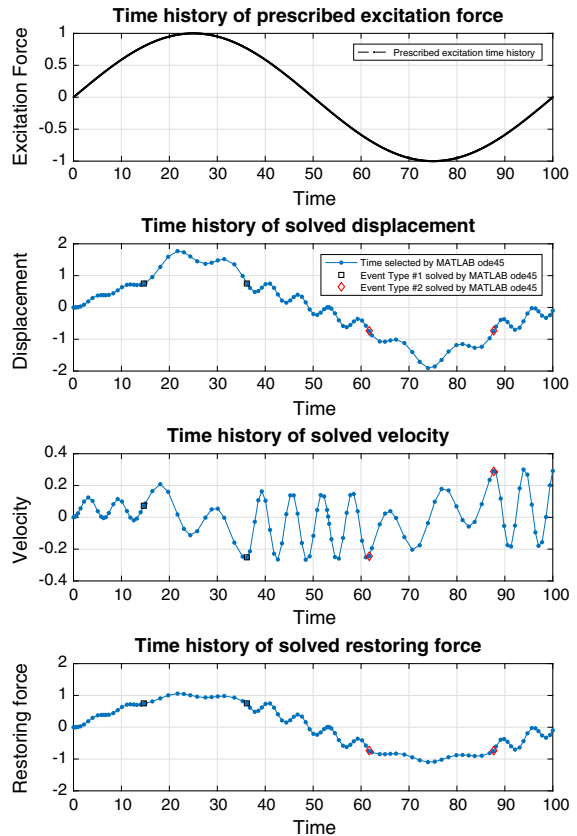 Time history of prescribed excitation force
Excitation Force
1
0.5
0
-0.5
-1
Prescribed excitation time history
0 10 20 30 40 50 60 70 80 90 100
Time
Time history of solved displacement
Displacement
2
1
0
-1
-2
Time selected by MATLAB ode45
Event Type #1 solved by MATLAB ode45
Event Type #2 solved by MATLAB ode45
0 10 20 30 40 50 60 70 80 90 100
Time
Time history of solved velocity
Velocity
0.4
0.2
0
-0.2
-0.4
0 10 20 30 40 50 60 70 80 90 100
Time
Time history of solved restoring force
Restoring force
2
1
0
-1
-2
0 10 20 30 40 50 60 70 80 90 100
Time